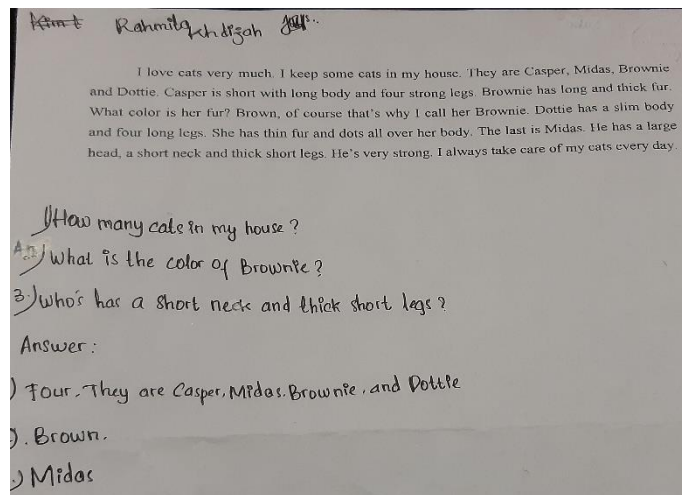 Rahmita Khdizah
I love cats very much. I keep some cats in my house. They are Casper, Midas, Brownie
and Dottie. Casper is short with long body and four strong legs. Brownie has long and thick fur.
What color is her fur? Brown, of course that's why I call her Brownie. Dottie has a slim body
and four long legs. She has thin fur and dots all over her body. The last is Midas. He has a large
head, a short neck and thick short legs. He's very strong. I always take care of my cats every day.
1) How many cats in my house ?
2) What is the color of Brownie ?
3.) who's has a short neck and thick short legs ?
Answer :
) Four. They are Casper, Midas. Brownie, and Dottie
). Brown.
.) Midas